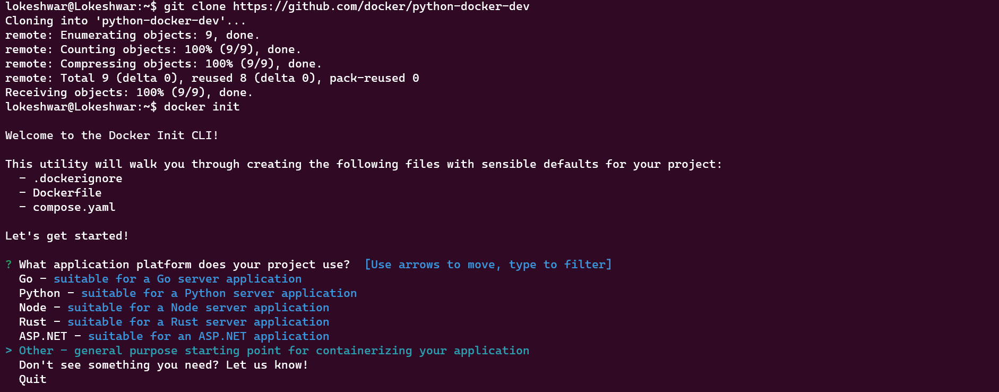 lokeshwar@Lokeshwar:~$ git clone https://github.com/docker/python-docker-dev
Cloning into 'python-docker-dev'...
remote: Enumerating objects: 9, done.
remote: Counting objects: 100% (9/9), done.
remote: Compressing objects: 100% (9/9), done.
remote: Total 9 (delta 0), reused 8 (delta 0), pack-reused 0
Receiving objects: 100% (9/9), done.
lokeshwar@Lokeshwar:~$ docker init
Welcome to the Docker Init CLI!
This utility will walk you through creating the following files with sensible defaults for your project:
  - .dockerignore
  - Dockerfile
  - compose.yaml
Let's get started!
? What application platform does your project use?  [Use arrows to move, type to filter]
  Go - suitable for a Go server application
  Python - suitable for a Python server application
  Node - suitable for a Node server application
  Rust - suitable for a Rust server application
  ASP.NET - suitable for an ASP.NET application
> Other - general purpose starting point for containerizing your application
  Don't see something you need? Let us know!
  Quit